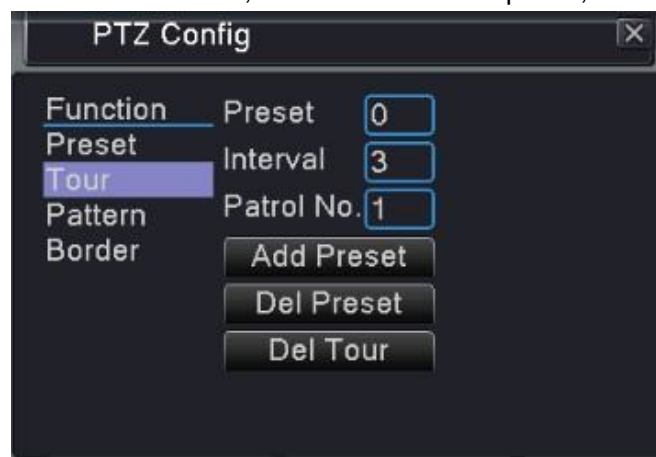 PTZ Config
Function
Preset
Tour
Pattern
Border
Preset 0
Interval 3
Patrol No. 1
Add Preset
Del Preset
Del Tour